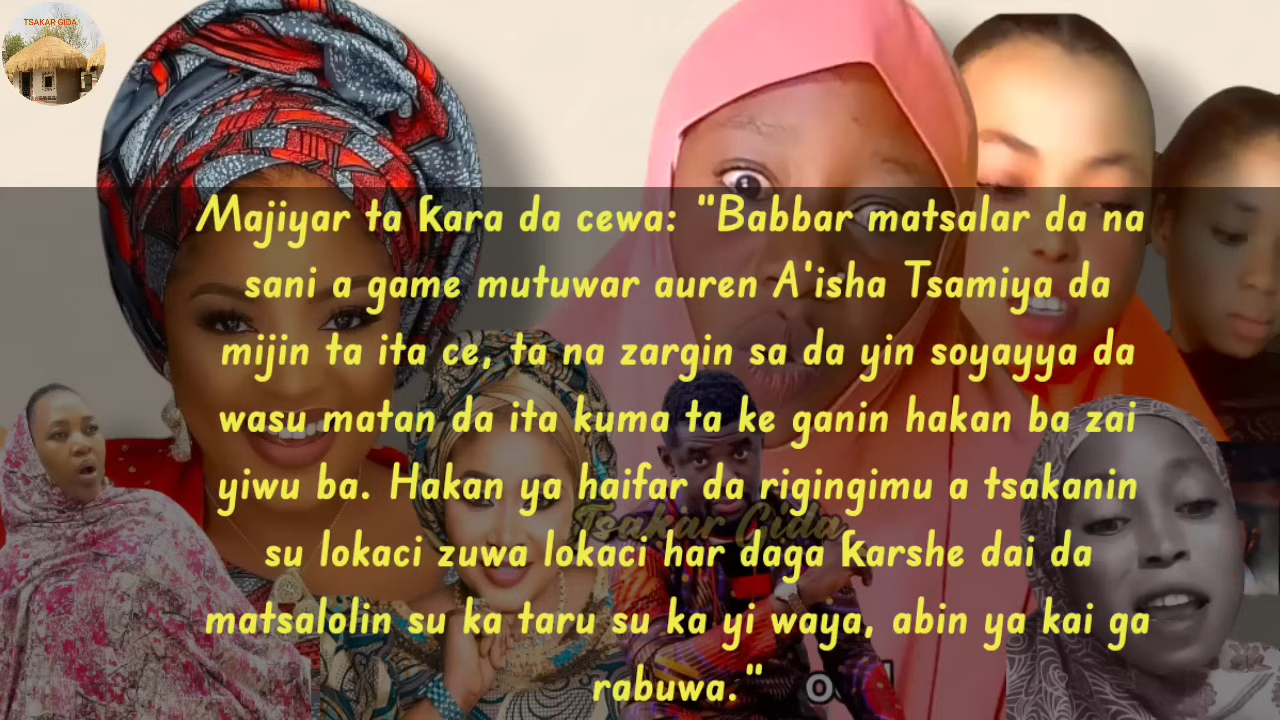 TSAKAR GIDA
Majiyar ta ƙara da cewa: "Babbar matsalar da na
sani a game mutuwar auren A'isha Tsamiya da
mijin ta ita ce, ta na zargin sa da yin soyayya da
wasu matan da ita kuma ta ke ganin hakan ba zai
yiwu ba. Hakan ya haifar da rigingimu a tsakanin
su lokaci zuwa lokaci har daga ƙarshe dai da
Tsakar Gida
matsalolin su ka taru su ka yi waya, abin ya kai ga
rabuwa."